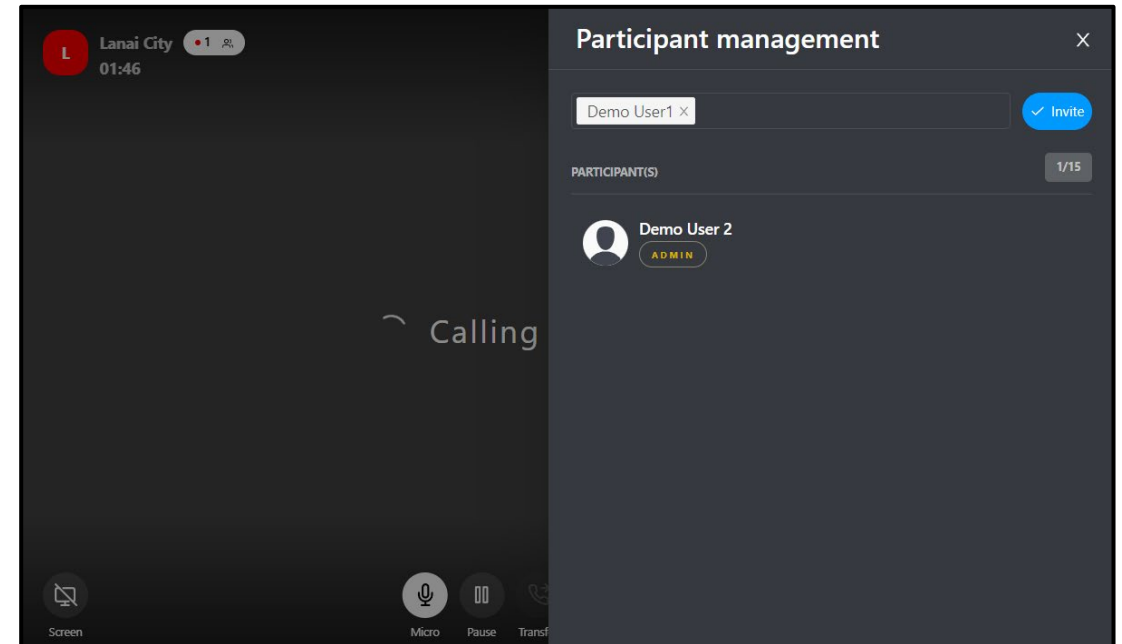 L
Lanai City
1
01:46
Participant management
X
Demo User1 X
Invite
PARTICIPANT(S)
1/15
Demo User 2
ADMIN
Calling
Screen
Micro
Pause
Transf